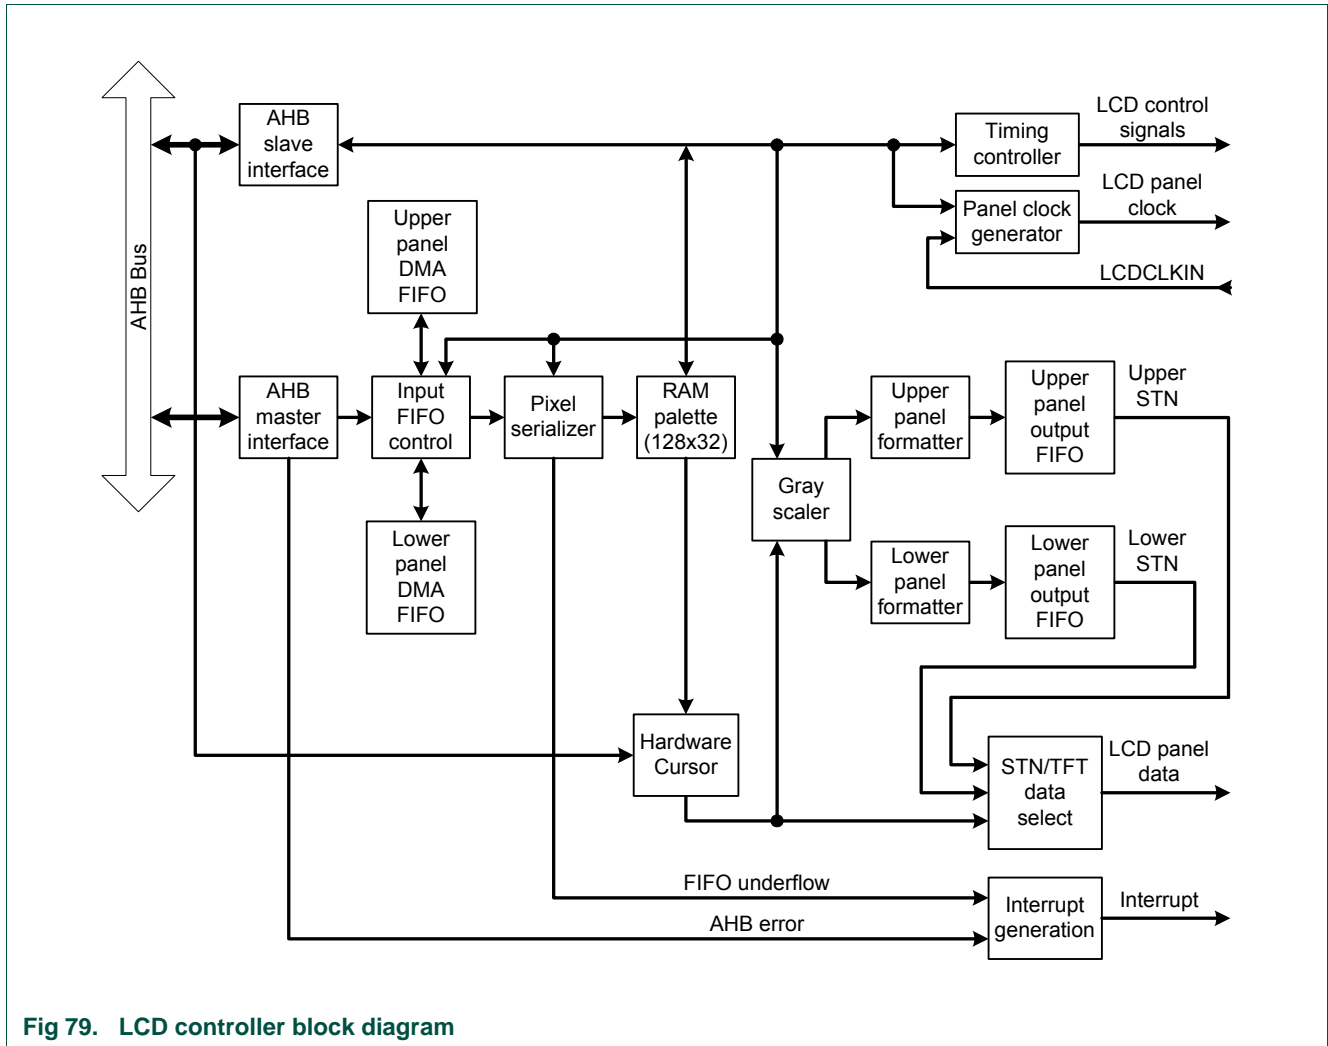 AHB Bus
AHB
slave
interface
Timing
controller
LCD control
signals
Panel clock
generator
LCD panel
clock
LCDCLKIN
Upper
panel
DMA
FIFO
AHB
master
interface
Input
FIFO
control
Pixel
serializer
RAM
palette
(128x32)
Gray
scaler
Upper
panel
formatter
Upper
panel
output
FIFO
Upper
STN
Lower
panel
DMA
FIFO
Lower
panel
formatter
Lower
panel
output
FIFO
Lower
STN
Hardware
Cursor
STN/TFT
data
select
LCD panel
data
FIFO underflow
AHB error
Interrupt
generation
Interrupt
Fig 79. LCD controller block diagram